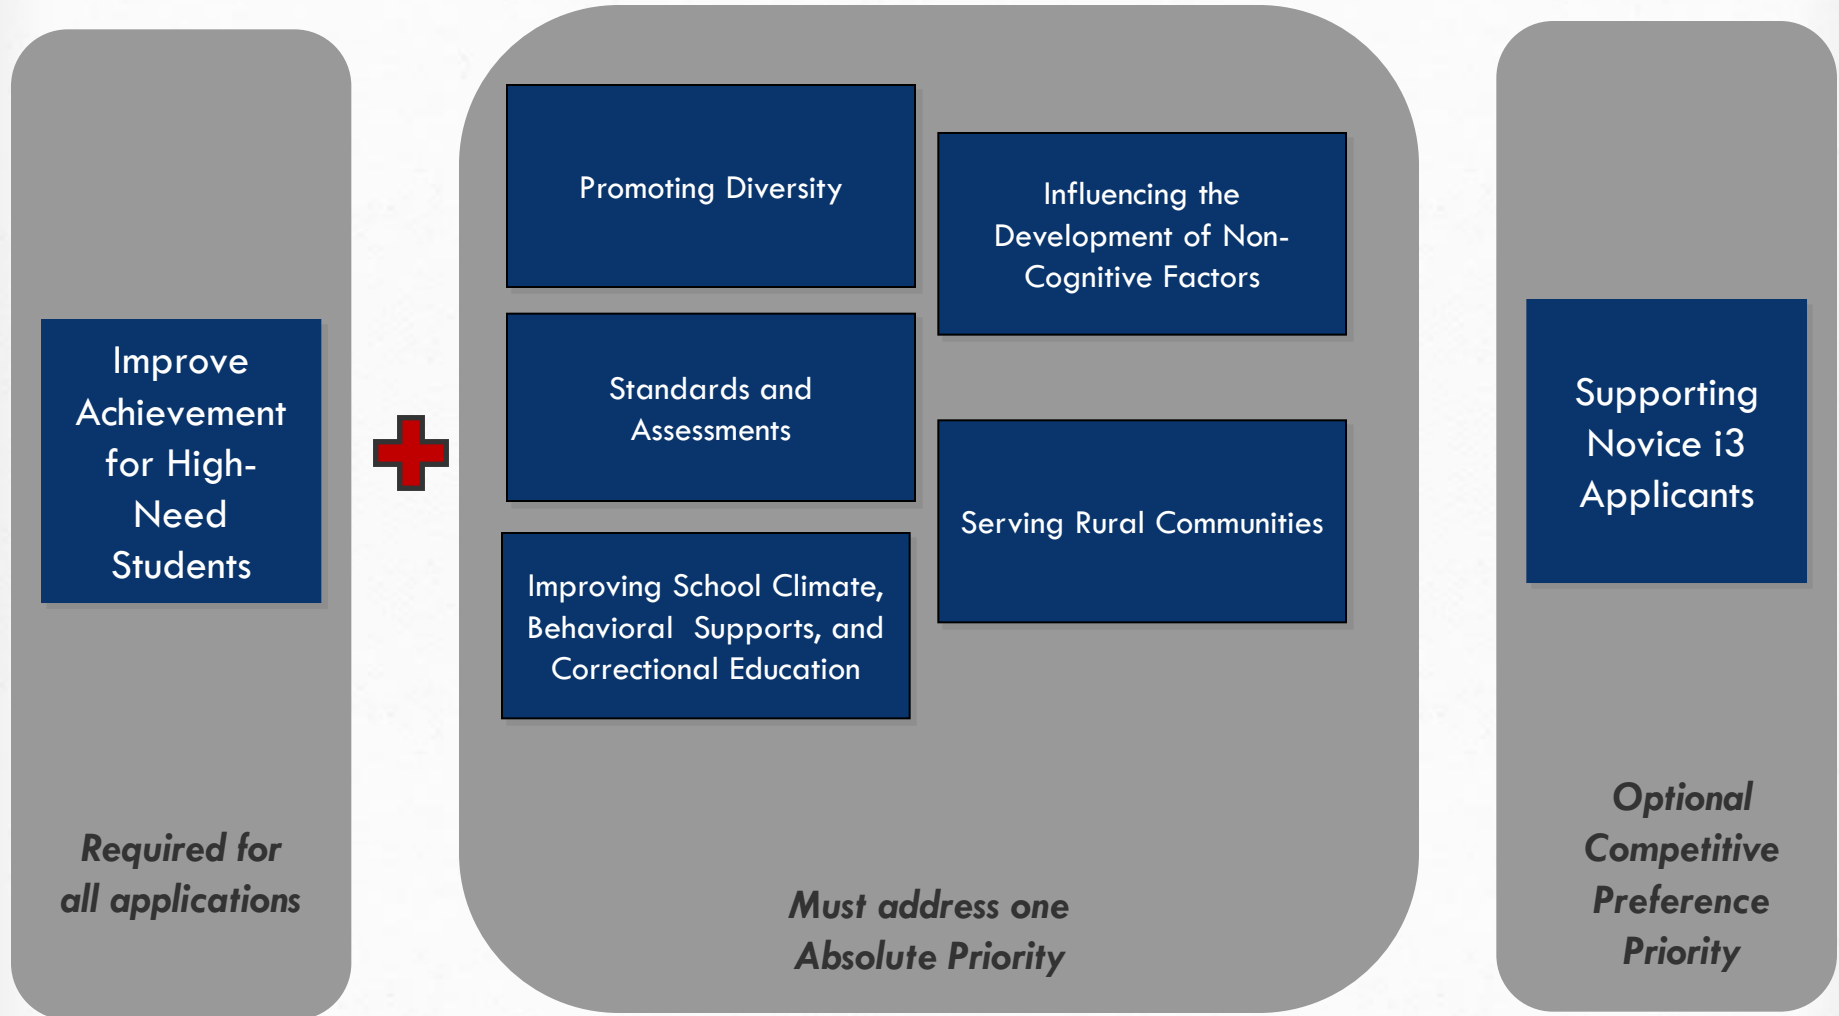 Improve
Achievement
for High-
Need
Students
Required for
all applications
Promoting Diversity
Influencing the
Development of Non-
Cognitive Factors
Standards and
Assessments
Serving Rural Communities
Improving School Climate,
Behavioral  Supports, and
Correctional Education
Must address one
Absolute Priority
Supporting
Novice i3
Applicants
Optional
Competitive
Preference
Priority